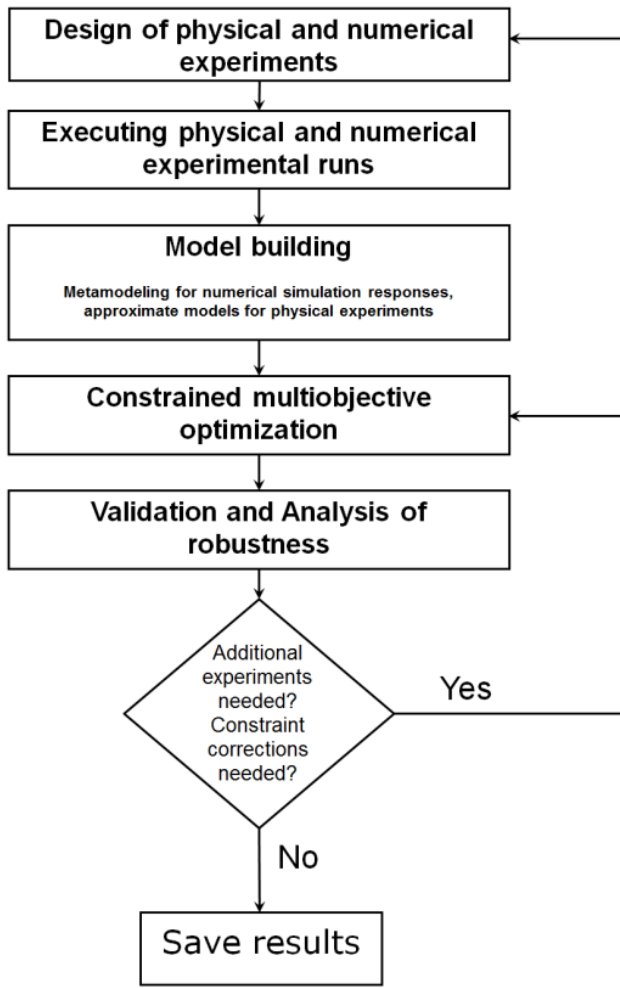 Design of physical and numerical
experiments
Executing physical and numerical
experimental runs
Model building
Metamodeling for numerical simulation responses,
approximate models for physical experiments
Constrained multiobjective
optimization
Validation and Analysis of
robustness
Additional
experiments
needed?
Constraint
corrections
needed?
Yes
No
Save results